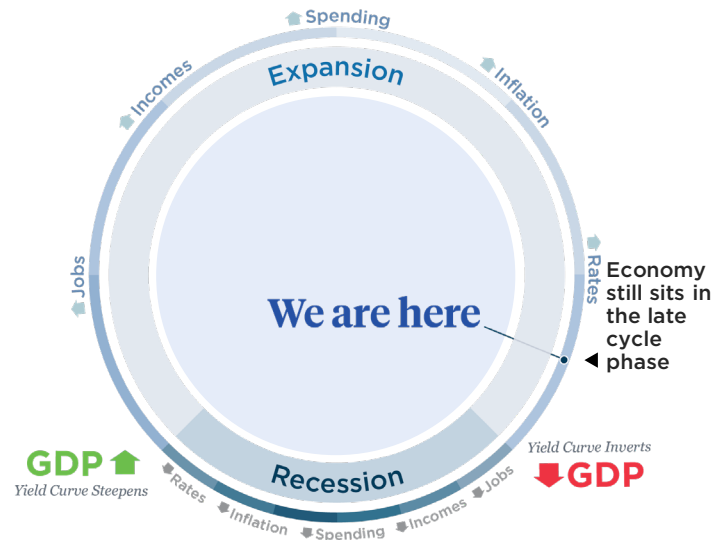 Spending
Expansion
Incomes
Inflation
Jobs
Rates
Economy
still sits in
the late
cycle
phase
We are here
GDP
Yield Curve Steepens
Yield Curve Inverts
GDP
Recession
Rates
Inflation
Spending
Incomes
Jobs